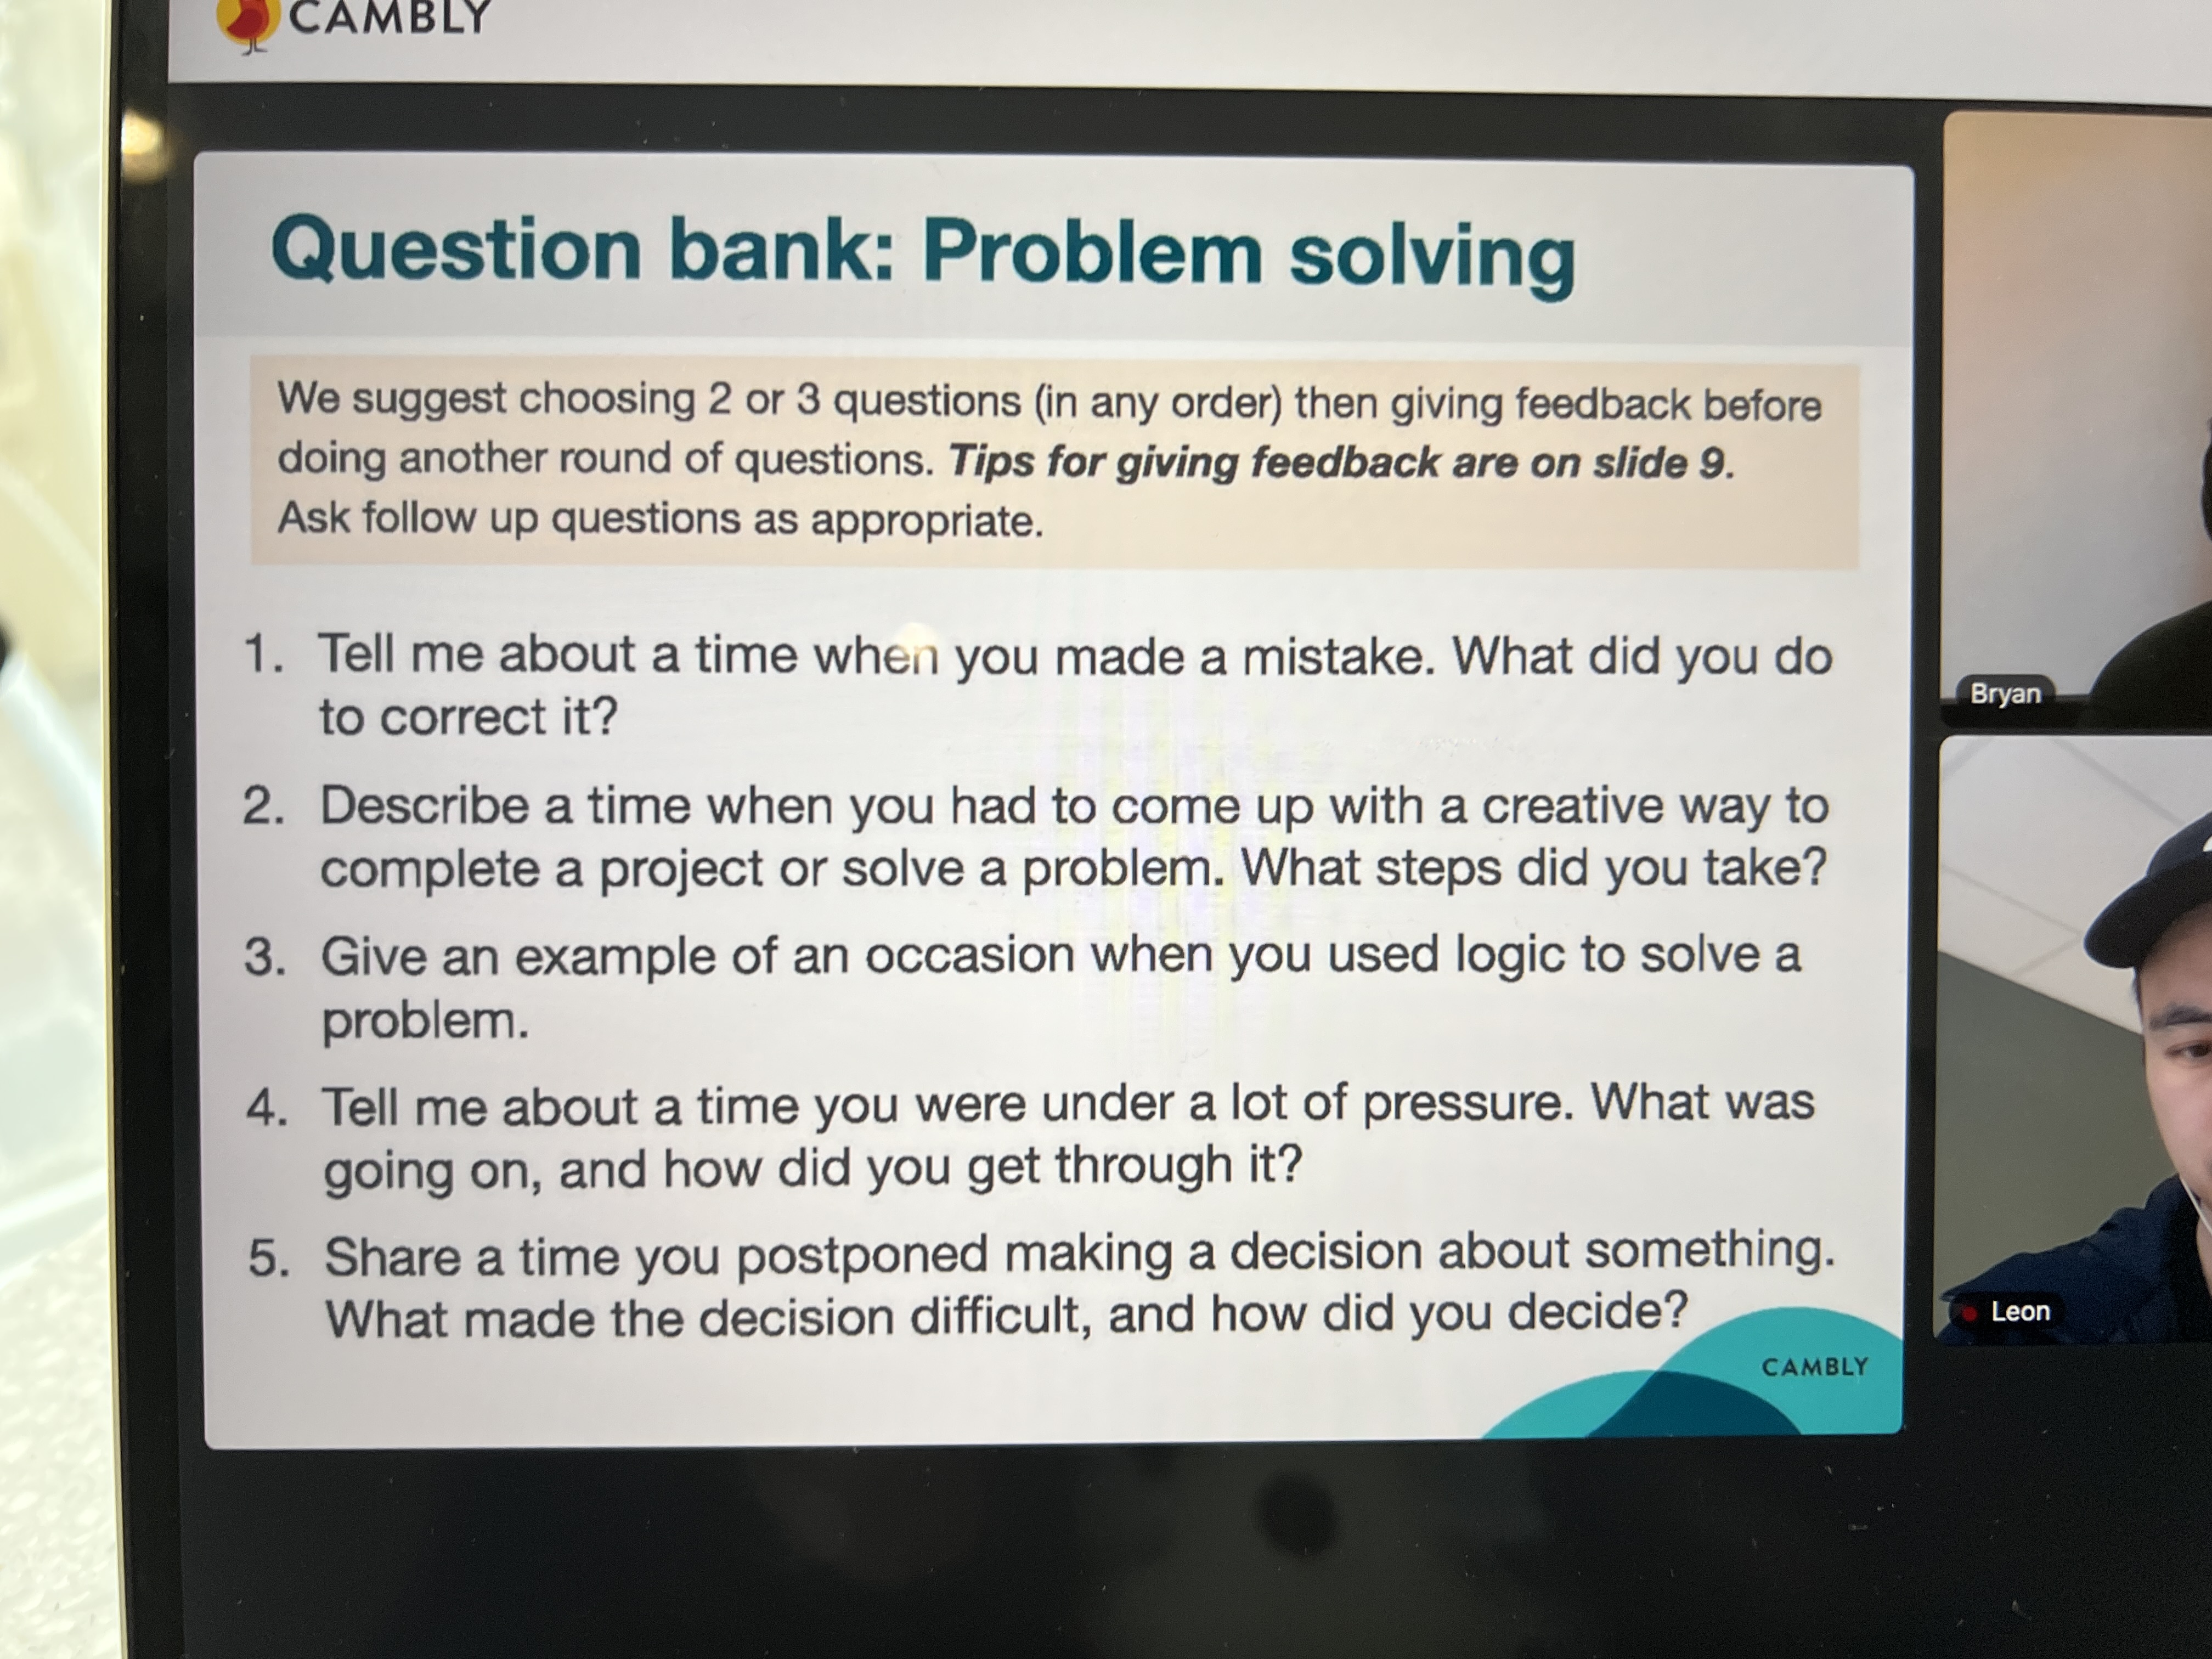 CAMBLY
Question bank: Problem solving
We suggest choosing 2 or 3 questions (in any order) then giving feedback before
doing another round of questions. Tips for giving feedback are on slide 9.
Ask follow up questions as appropriate.
1. Tell me about a time when you made a mistake. What did you do
to correct it?
2. Describe a time when you had to come up with a creative way to
complete a project or solve a problem. What steps did you take?
3. Give an example of an occasion when you used logic to solve a
problem.
4. Tell me about a time you were under a lot of pressure. What was
going on, and how did you get through it?
5. Share a time you postponed making a decision about something.
What made the decision difficult, and how did you decide?
CAMBLY
Bryan
Leon